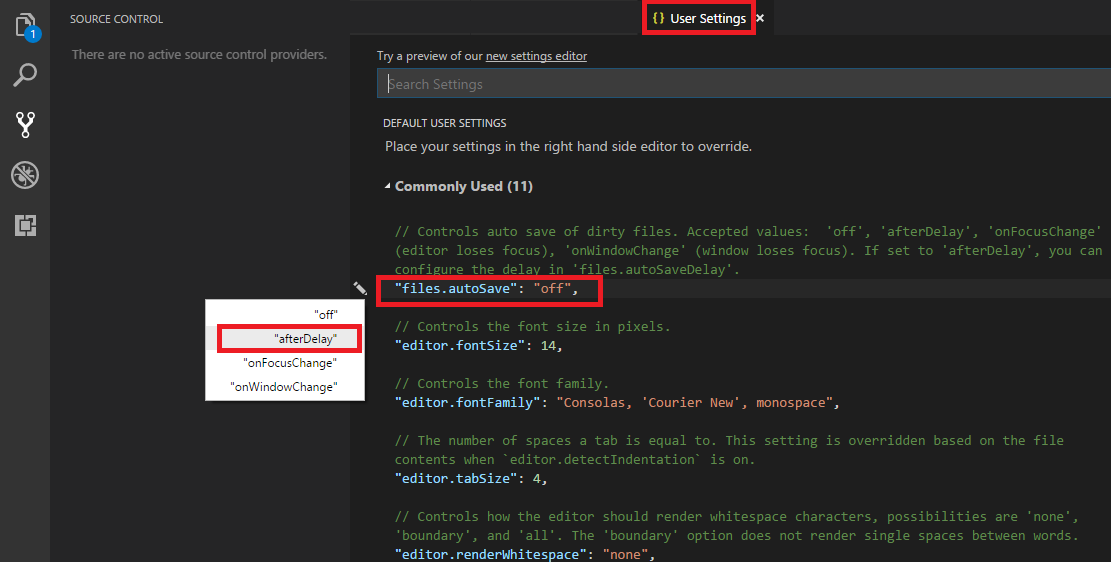 SOURCE CONTROL
1
There are no active source control providers.
{} User Settings ×
Try a preview of our new settings editor
Search Settings
DEFAULT USER SETTINGS
Place your settings in the right hand side editor to override.
Commonly Used (11)
// Controls auto save of dirty files. Accepted values:  'off', 'afterDelay', 'onFocusChange'
(editor loses focus), 'onWindowChange' (window loses focus). If set to 'afterDelay', you can
configure the delay in 'files.autoSaveDelay'.
"files.autoSave": "off",
"off"
"afterDelay"
"onFocusChange"
"onWindowChange"
// Controls the font size in pixels.
"editor.fontSize": 14,
// Controls the font family.
"editor.fontFamily": "Consolas, 'Courier New', monospace",
// The number of spaces a tab is equal to. This setting is overridden based on the file
contents when `editor.detectIndentation` is on.
"editor.tabSize": 4,
// Controls how the editor should render whitespace characters, possibilities are 'none',
'boundary', and 'all'. The 'boundary' option does not render single spaces between words.
"editor.renderWhitespace": "none",